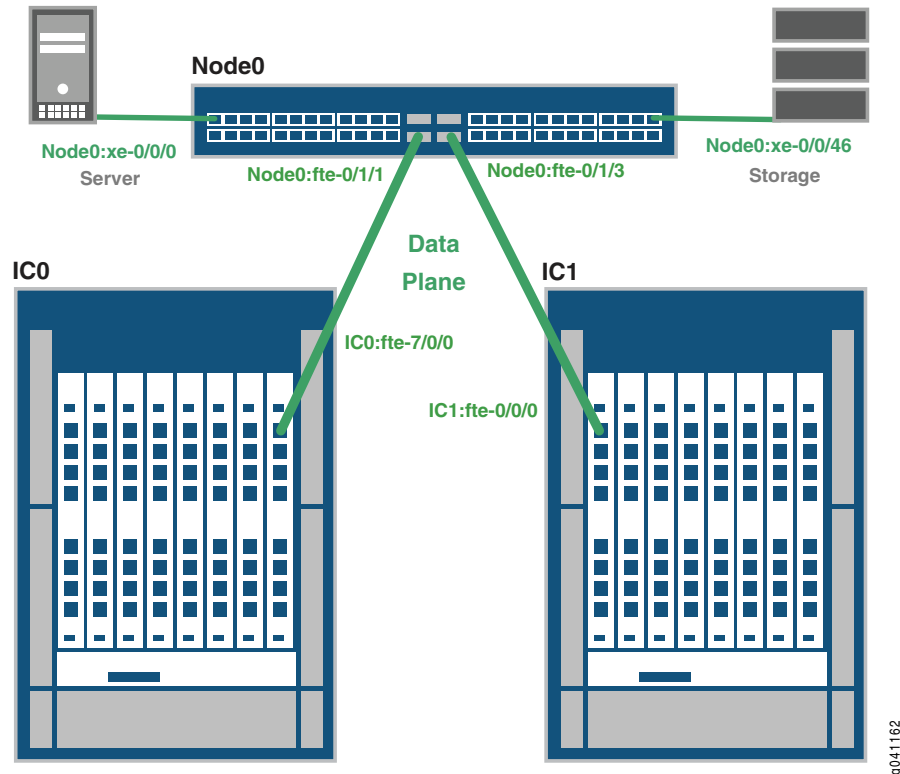 Node0
Node0:xe-0/0/0
Server
Node0:fte-0/1/1
Node0:fte-0/1/3
Node0:xe-0/0/46
Storage
Data
Plane
IC0
IC1
IC0:fte-7/0/0
IC1:fte-0/0/0
g041162